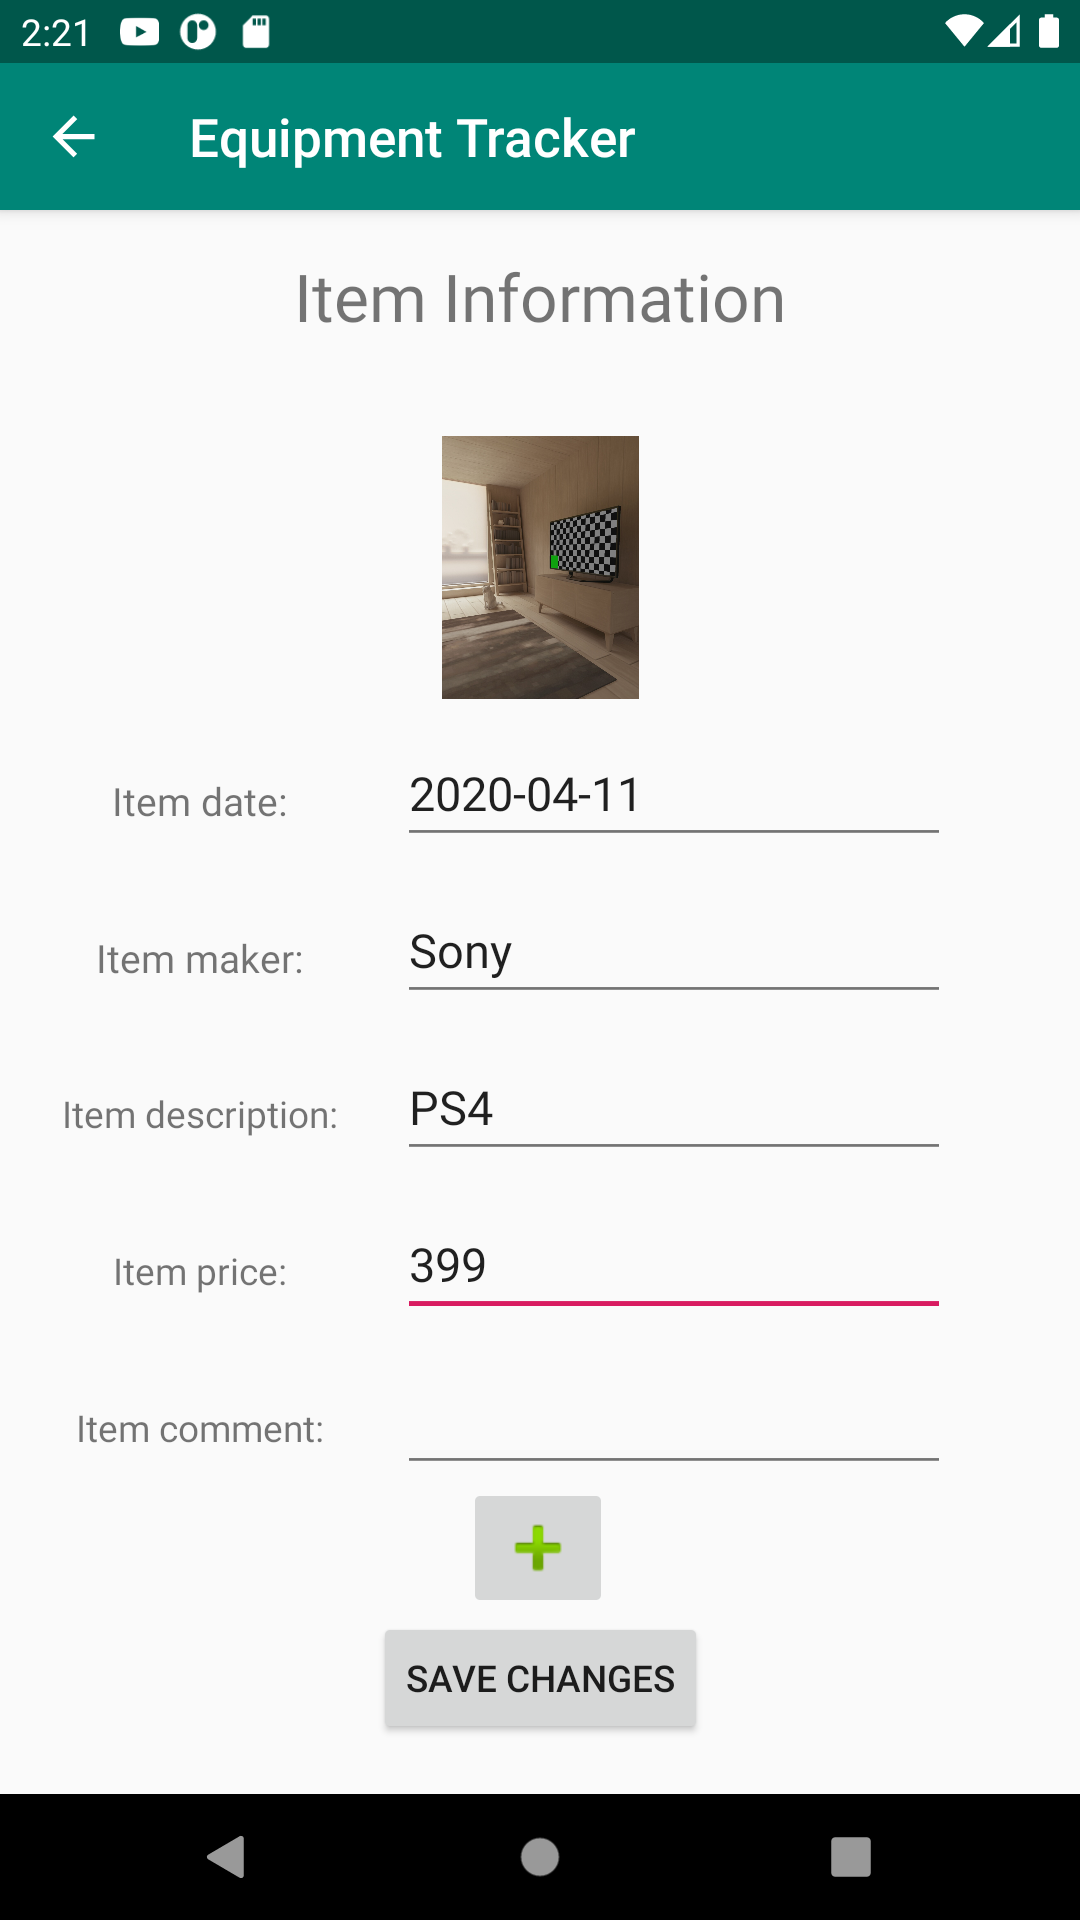 2:21
Equipment Tracker
Item Information
Item date: 2020-04-11
Item maker: Sony
Item description: PS4
Item price: 399
Item comment:
SAVE CHANGES